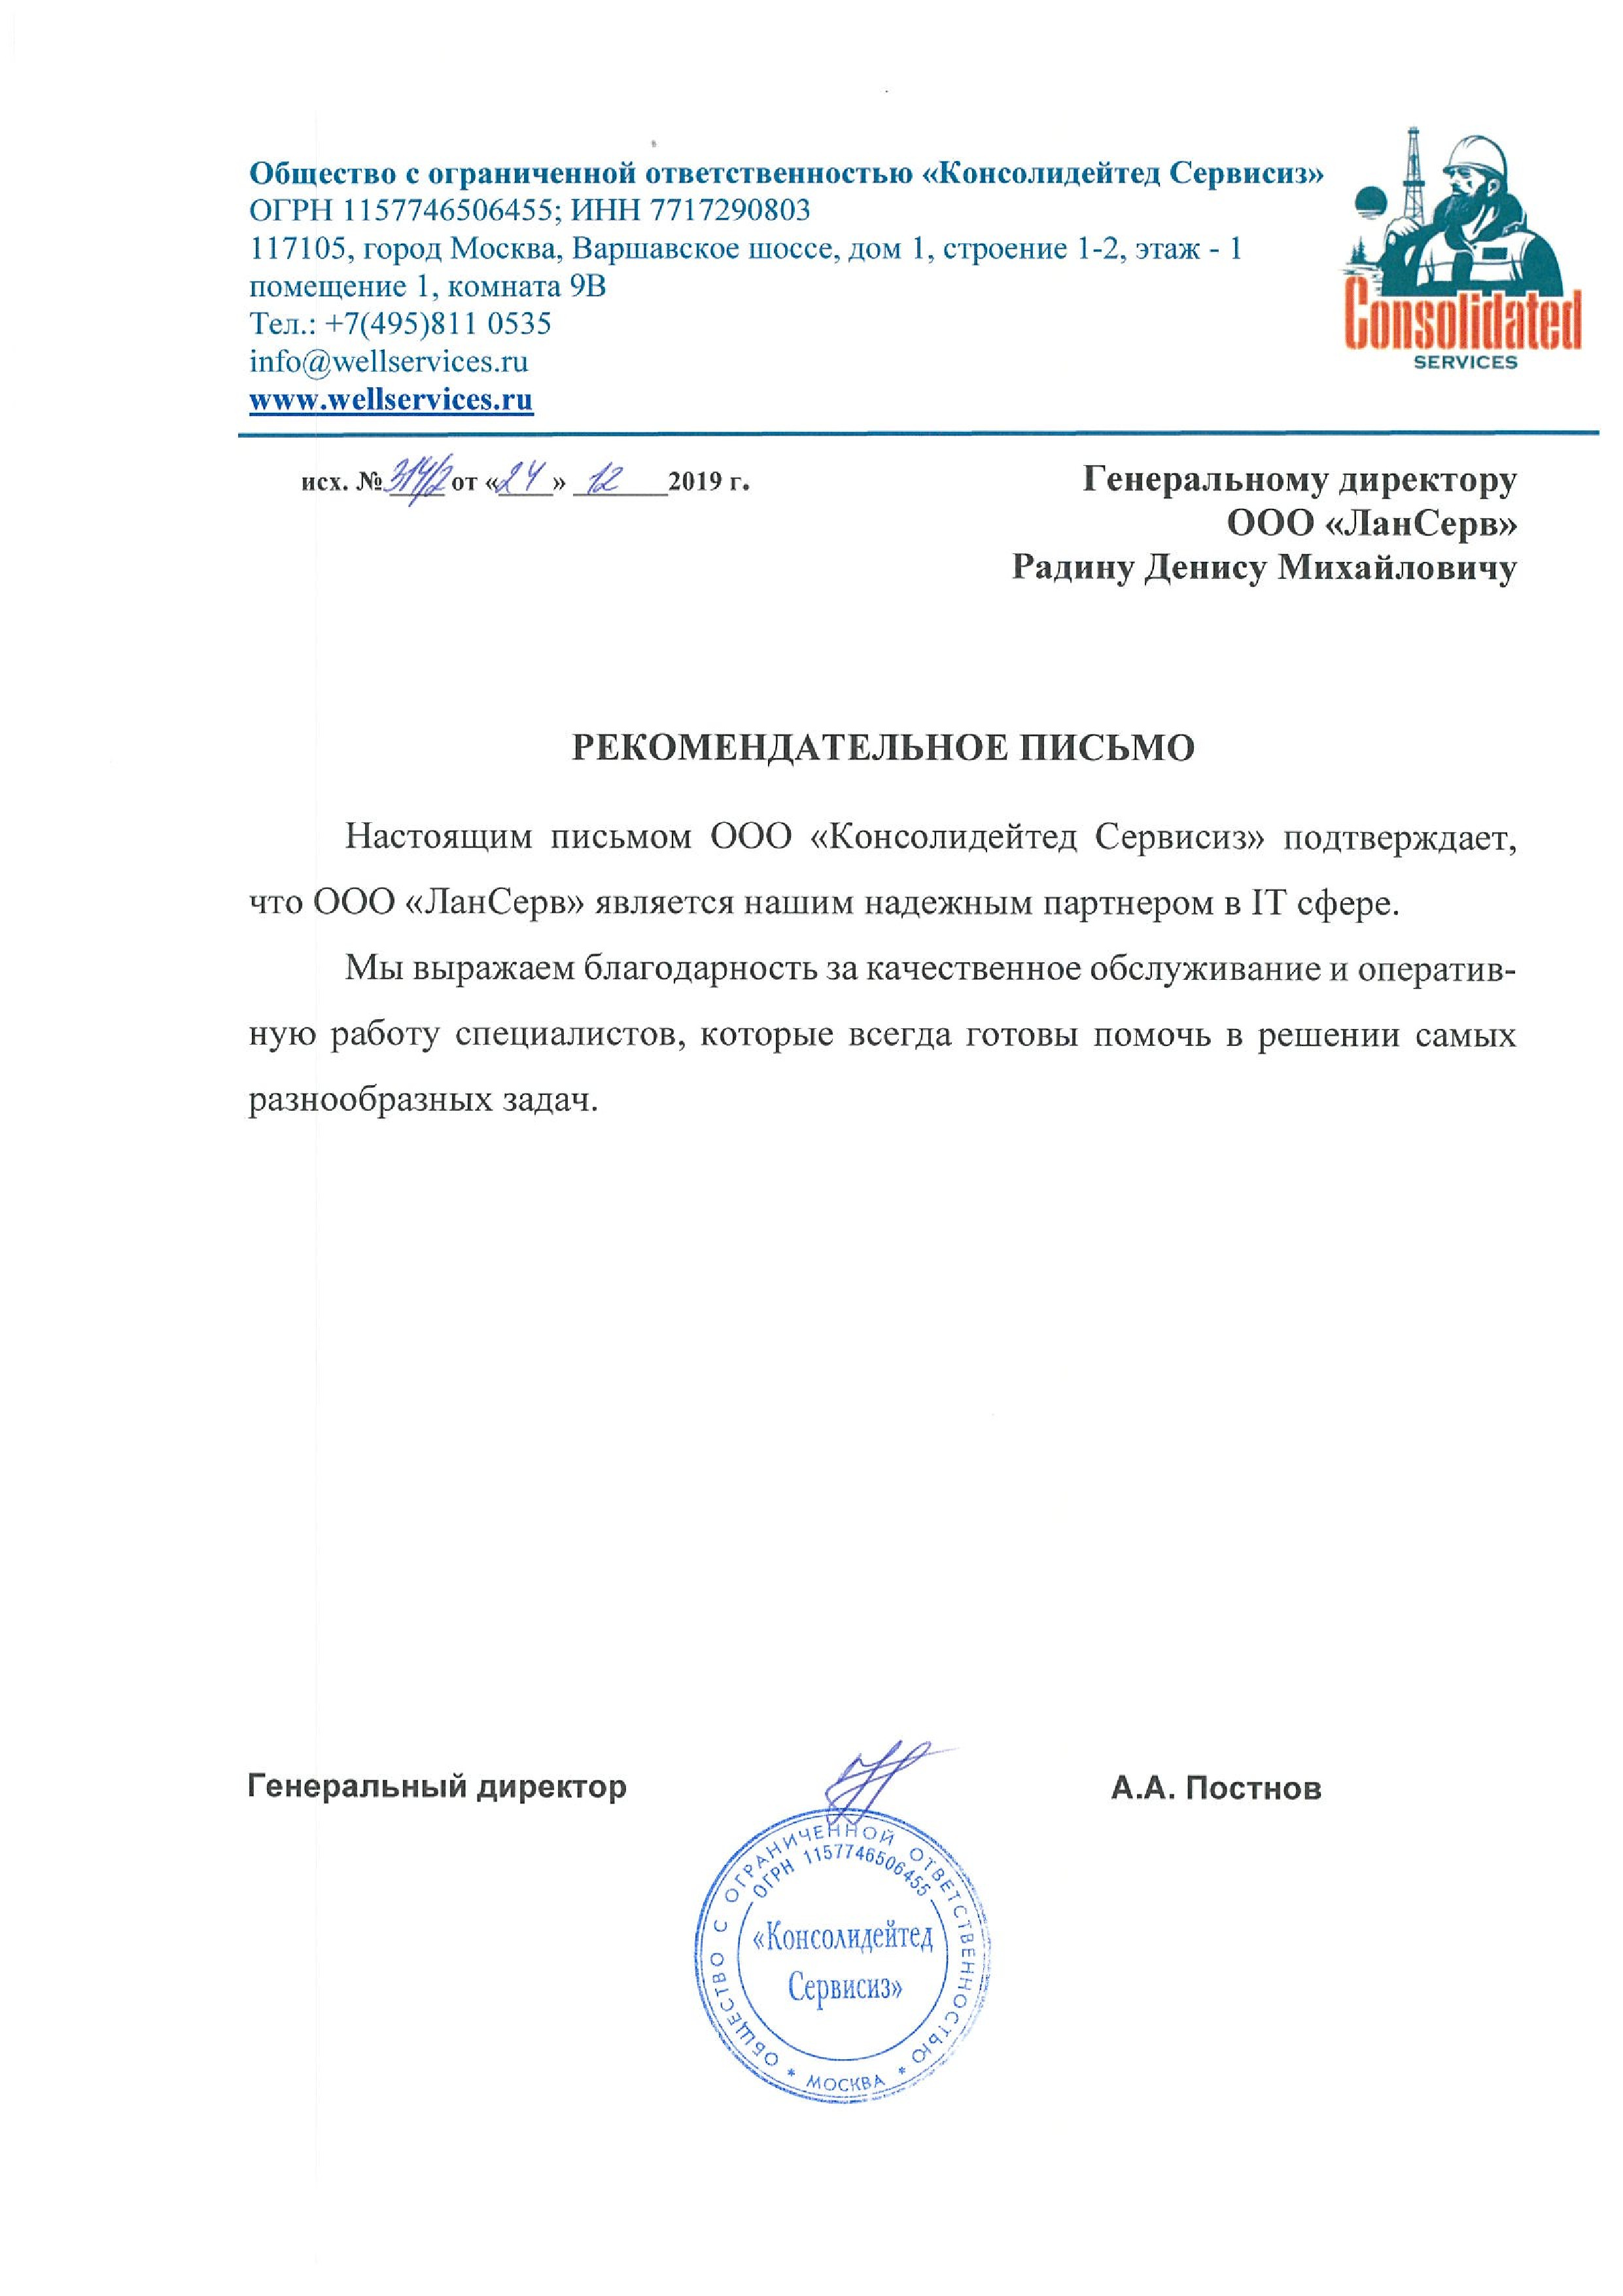 Общество с ограниченной ответственностью «Консолидейтед Сервисиз»
ОГРН 1157746506455; ИНН 7717290803
117105, город Москва, Варшавское шоссе, дом 1, строение 1-2, этаж - 1
помещение 1, комната 9В
Тел.: +7(495)811 0535
info@wellservices.ru
www.wellservices.ru
Consolidated
SERVICES
исх. № 314/2 от «24» 12 2019 г.
Генеральному директору
ООО «ЛанСерв»
Радину Денису Михайловичу
РЕКОМЕНДАТЕЛЬНОЕ ПИСЬМО
Настоящим письмом ООО «Консолидейтед Сервисиз» подтверждает,
что ООО «ЛанСерв» является нашим надежным партнером в IT сфере.
Мы выражаем благодарность за качественное обслуживание и оператив-
ную работу специалистов, которые всегда готовы помочь в решении самых
разнообразных задач.
Генеральный директор
А.А. Постнов
ОБЩЕСТВО С ОГРАНИЧЕННОЙ ОТВЕТСТВЕННОСТЬЮ
ОГРН 1157746506455
«Консолидейтед
Сервисиз»
* МОСКВА *